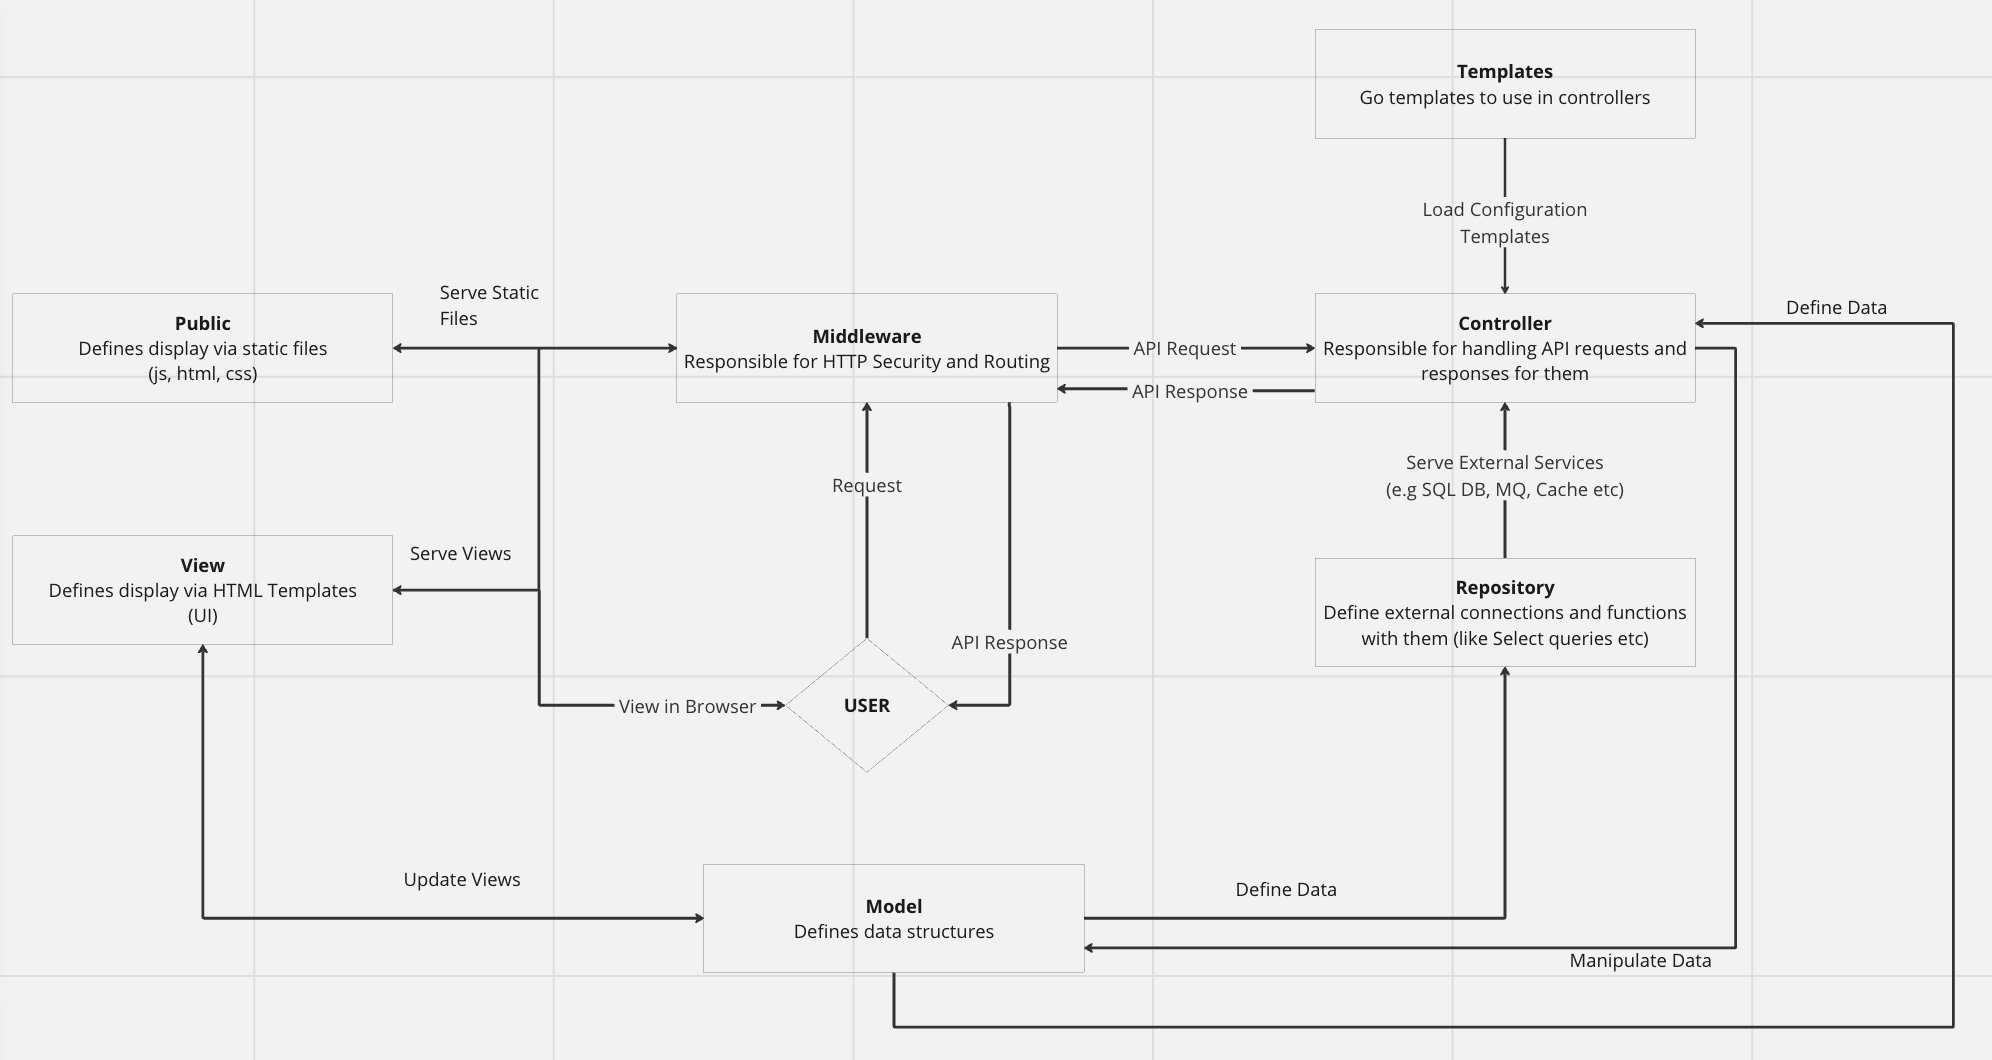 Templates
Go templates to use in controllers
Load Configuration
Templates
Serve Static
Files
Public
Defines display via static files
(js, html, css)
Middleware
Responsible for HTTP Security and Routing
API Request
API Response
Controller
Responsible for handling API requests and
responses for them
Define Data
Request
Serve External Services
(e.g SQL DB, MQ, Cache etc)
Serve Views
View
Defines display via HTML Templates
(UI)
Repository
Define external connections and functions
with them (like Select queries etc)
API Response
View in Browser
USER
Update Views
Model
Defines data structures
Define Data
Manipulate Data